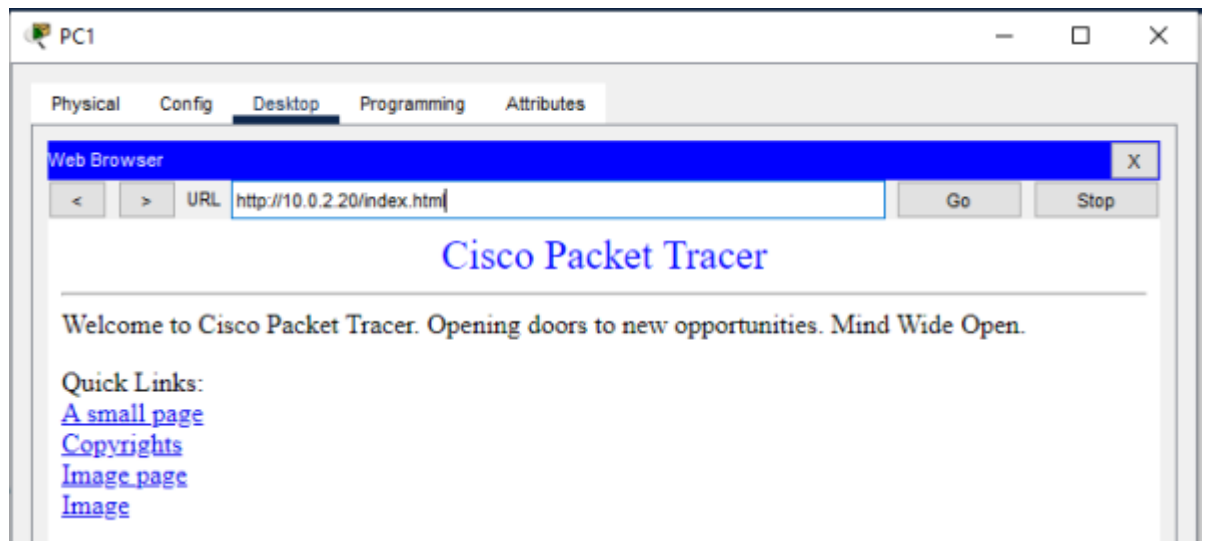 PC1
Physical Config Desktop Programming Attributes
Web Browser X
< > URL http://10.0.2.20/index.html Go Stop
Cisco Packet Tracer
Welcome to Cisco Packet Tracer. Opening doors to new opportunities. Mind Wide Open.
Quick Links:
A small page
Copyrights
Image page
Image